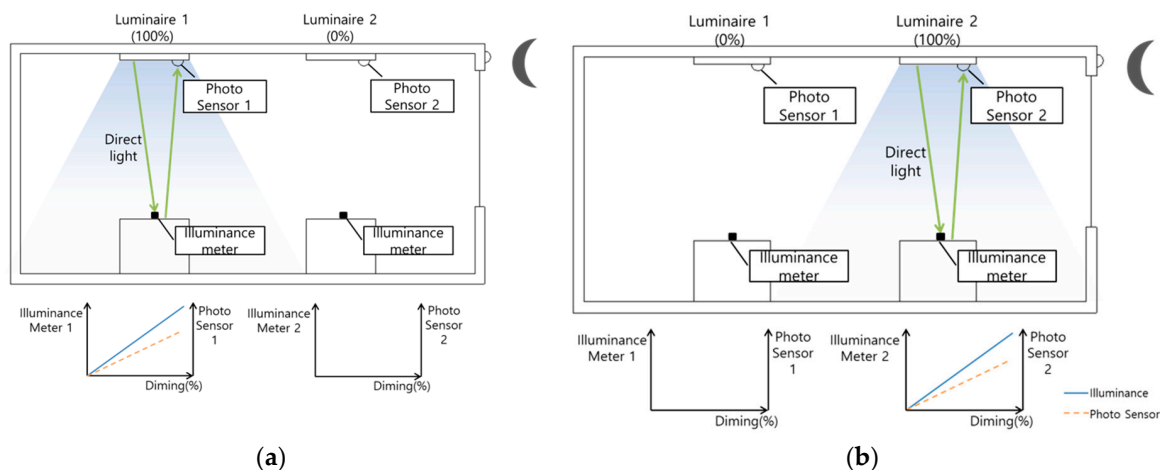 Luminaire 1
(100%)
Luminaire 2
(0%)
Photo
Sensor 1
Photo
Sensor 2
Direct
light
Illuminance
meter
Illuminance
meter
Illuminance
Meter 1
Photo
Sensor
1
Diming(%)
Illuminance
Meter 2
Photo
Sensor
2
Diming(%)
(a)
Luminaire 1
(0%)
Luminaire 2
(100%)
Photo
Sensor 1
Photo
Sensor 2
Direct
light
Illuminance
meter
Illuminance
meter
Illuminance
Meter 1
Photo
Sensor
1
Diming(%)
Illuminance
Meter 2
Photo
Sensor
2
Diming(%)
Illuminance
Photo Sensor
(b)